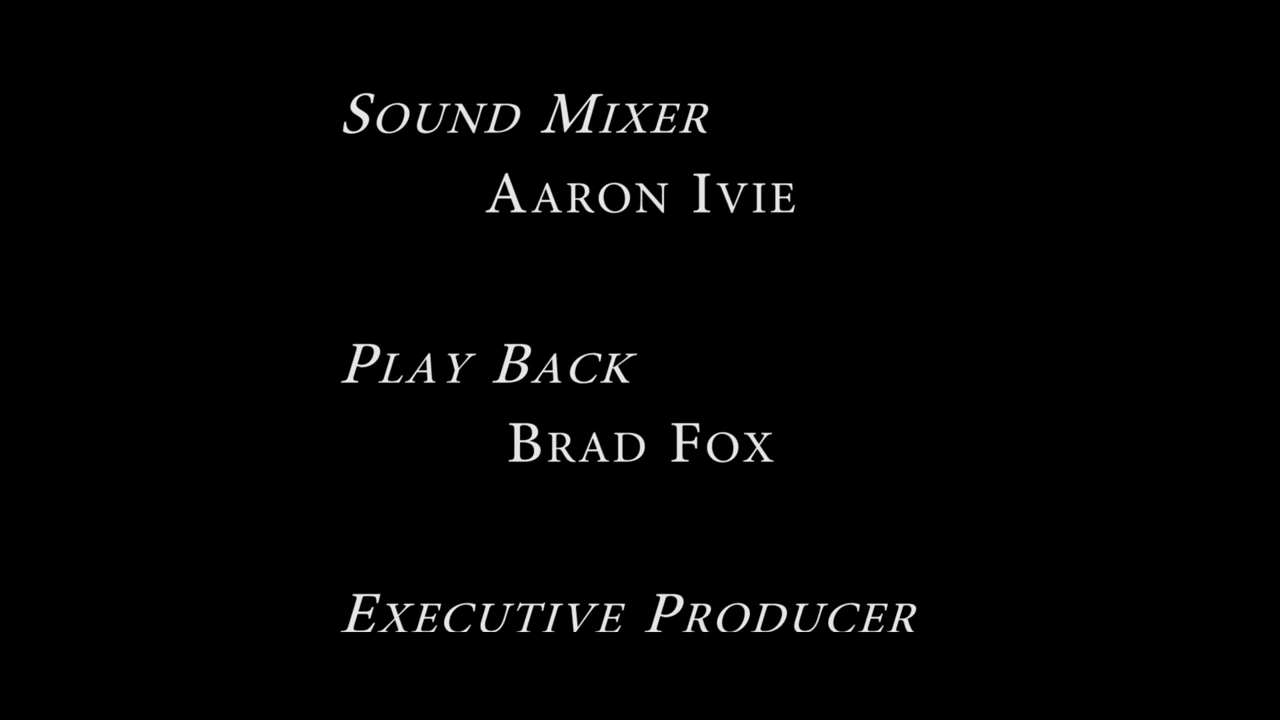 Sound Mixer
Aaron Ivie
Play Back
Brad Fox
Executive Producer